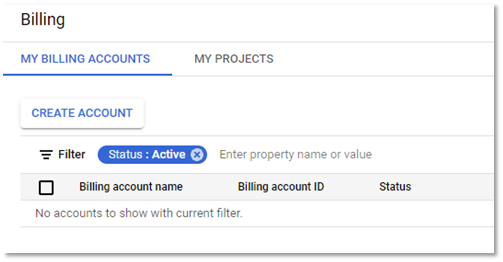 Billing
MY BILLING ACCOUNTS MY PROJECTS
CREATE ACCOUNT
Filter Status : Active Enter property name or value
Billing account name Billing account ID Status
No accounts to show with current filter.